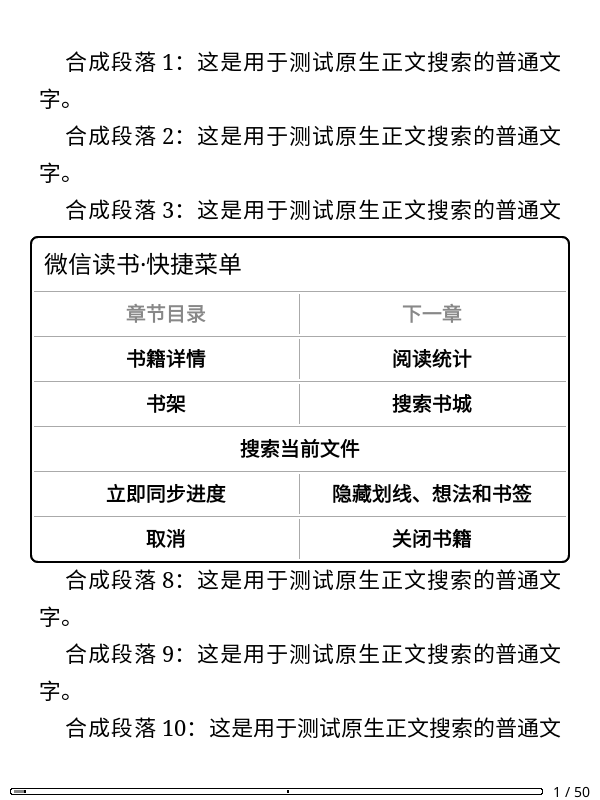 合成段落 1：这是用于测试原生正文搜索的普通文
字。
合成段落 2：这是用于测试原生正文搜索的普通文
字。
合成段落 3：这是用于测试原生正文搜索的普通文
微信读书·快捷菜单
章节目录 下一章
书籍详情 阅读统计
书架 搜索书城
搜索当前文件
立即同步进度 隐藏划线、想法和书签
取消 关闭书籍
合成段落 8：这是用于测试原生正文搜索的普通文
字。
合成段落 9：这是用于测试原生正文搜索的普通文
字。
合成段落 10：这是用于测试原生正文搜索的普通文
1 / 50